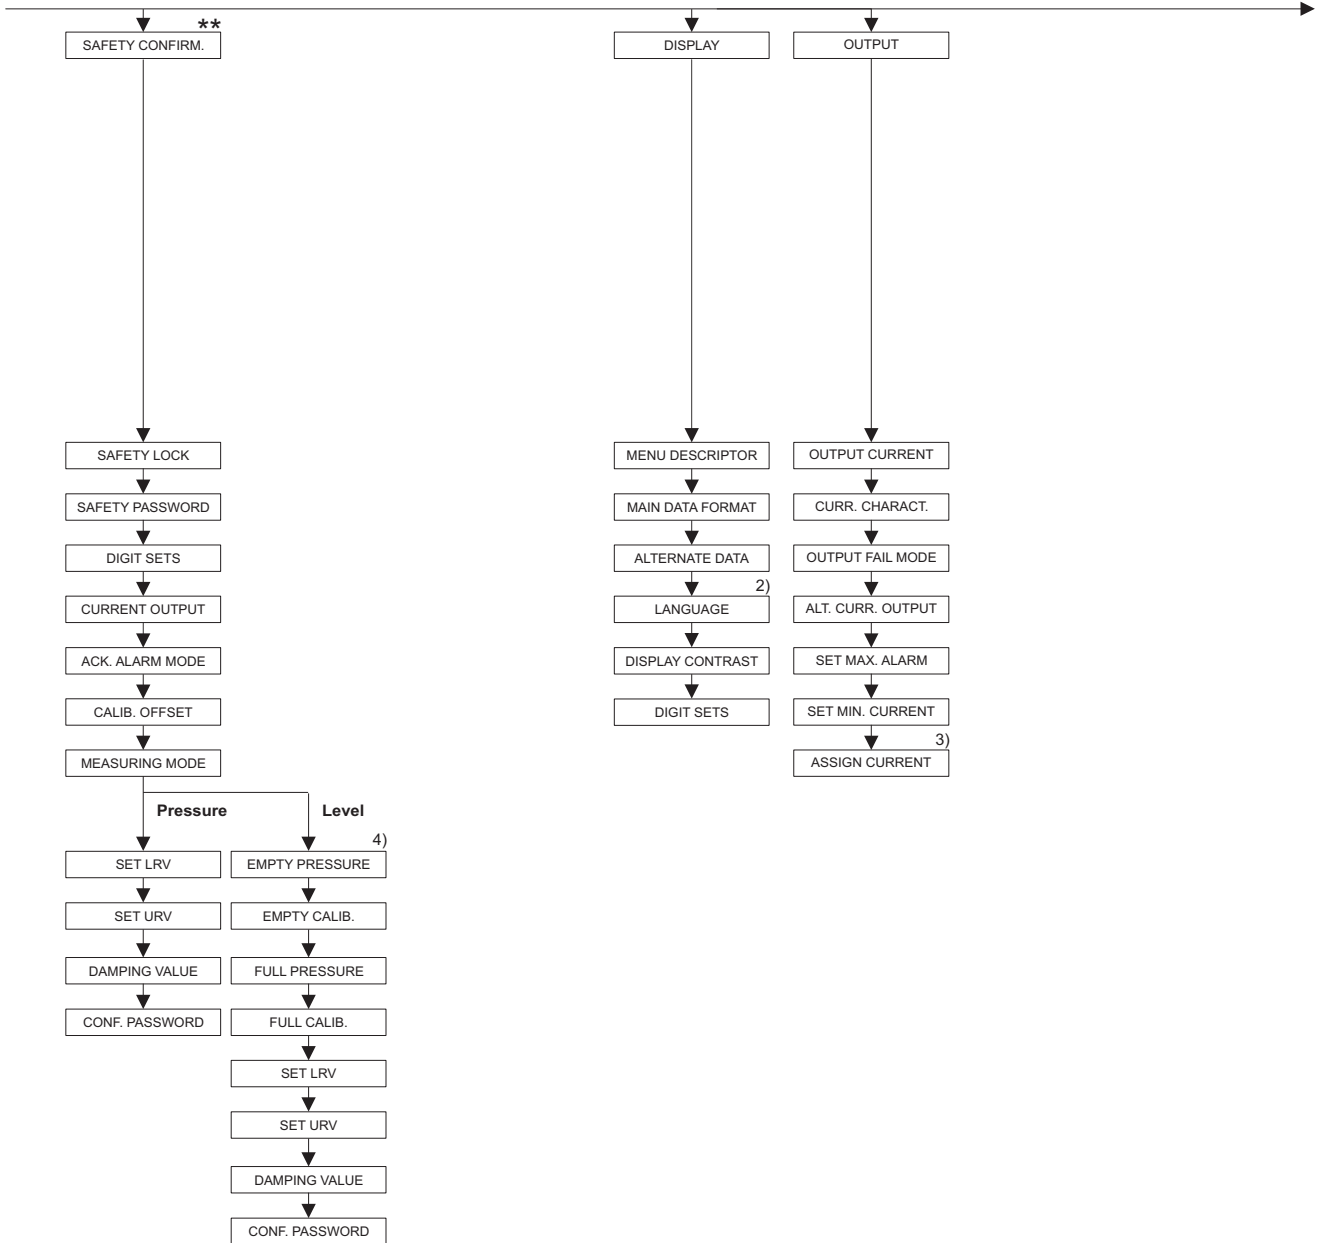 **
SAFETY CONFIRM.
DISPLAY
OUTPUT
SAFETY LOCK
SAFETY PASSWORD
DIGIT SETS
CURRENT OUTPUT
ACK. ALARM MODE
CALIB. OFFSET
MEASURING MODE
Pressure
Level
SET LRV
SET URV
DAMPING VALUE
CONF. PASSWORD
4)
EMPTY PRESSURE
EMPTY CALIB.
FULL PRESSURE
FULL CALIB.
SET LRV
SET URV
DAMPING VALUE
CONF. PASSWORD
MENU DESCRIPTOR
MAIN DATA FORMAT
ALTERNATE DATA
2)
LANGUAGE
DISPLAY CONTRAST
DIGIT SETS
OUTPUT CURRENT
CURR. CHARACT.
OUTPUT FAIL MODE
ALT. CURR. OUTPUT
SET MAX. ALARM
SET MIN. CURRENT
3)
ASSIGN CURRENT